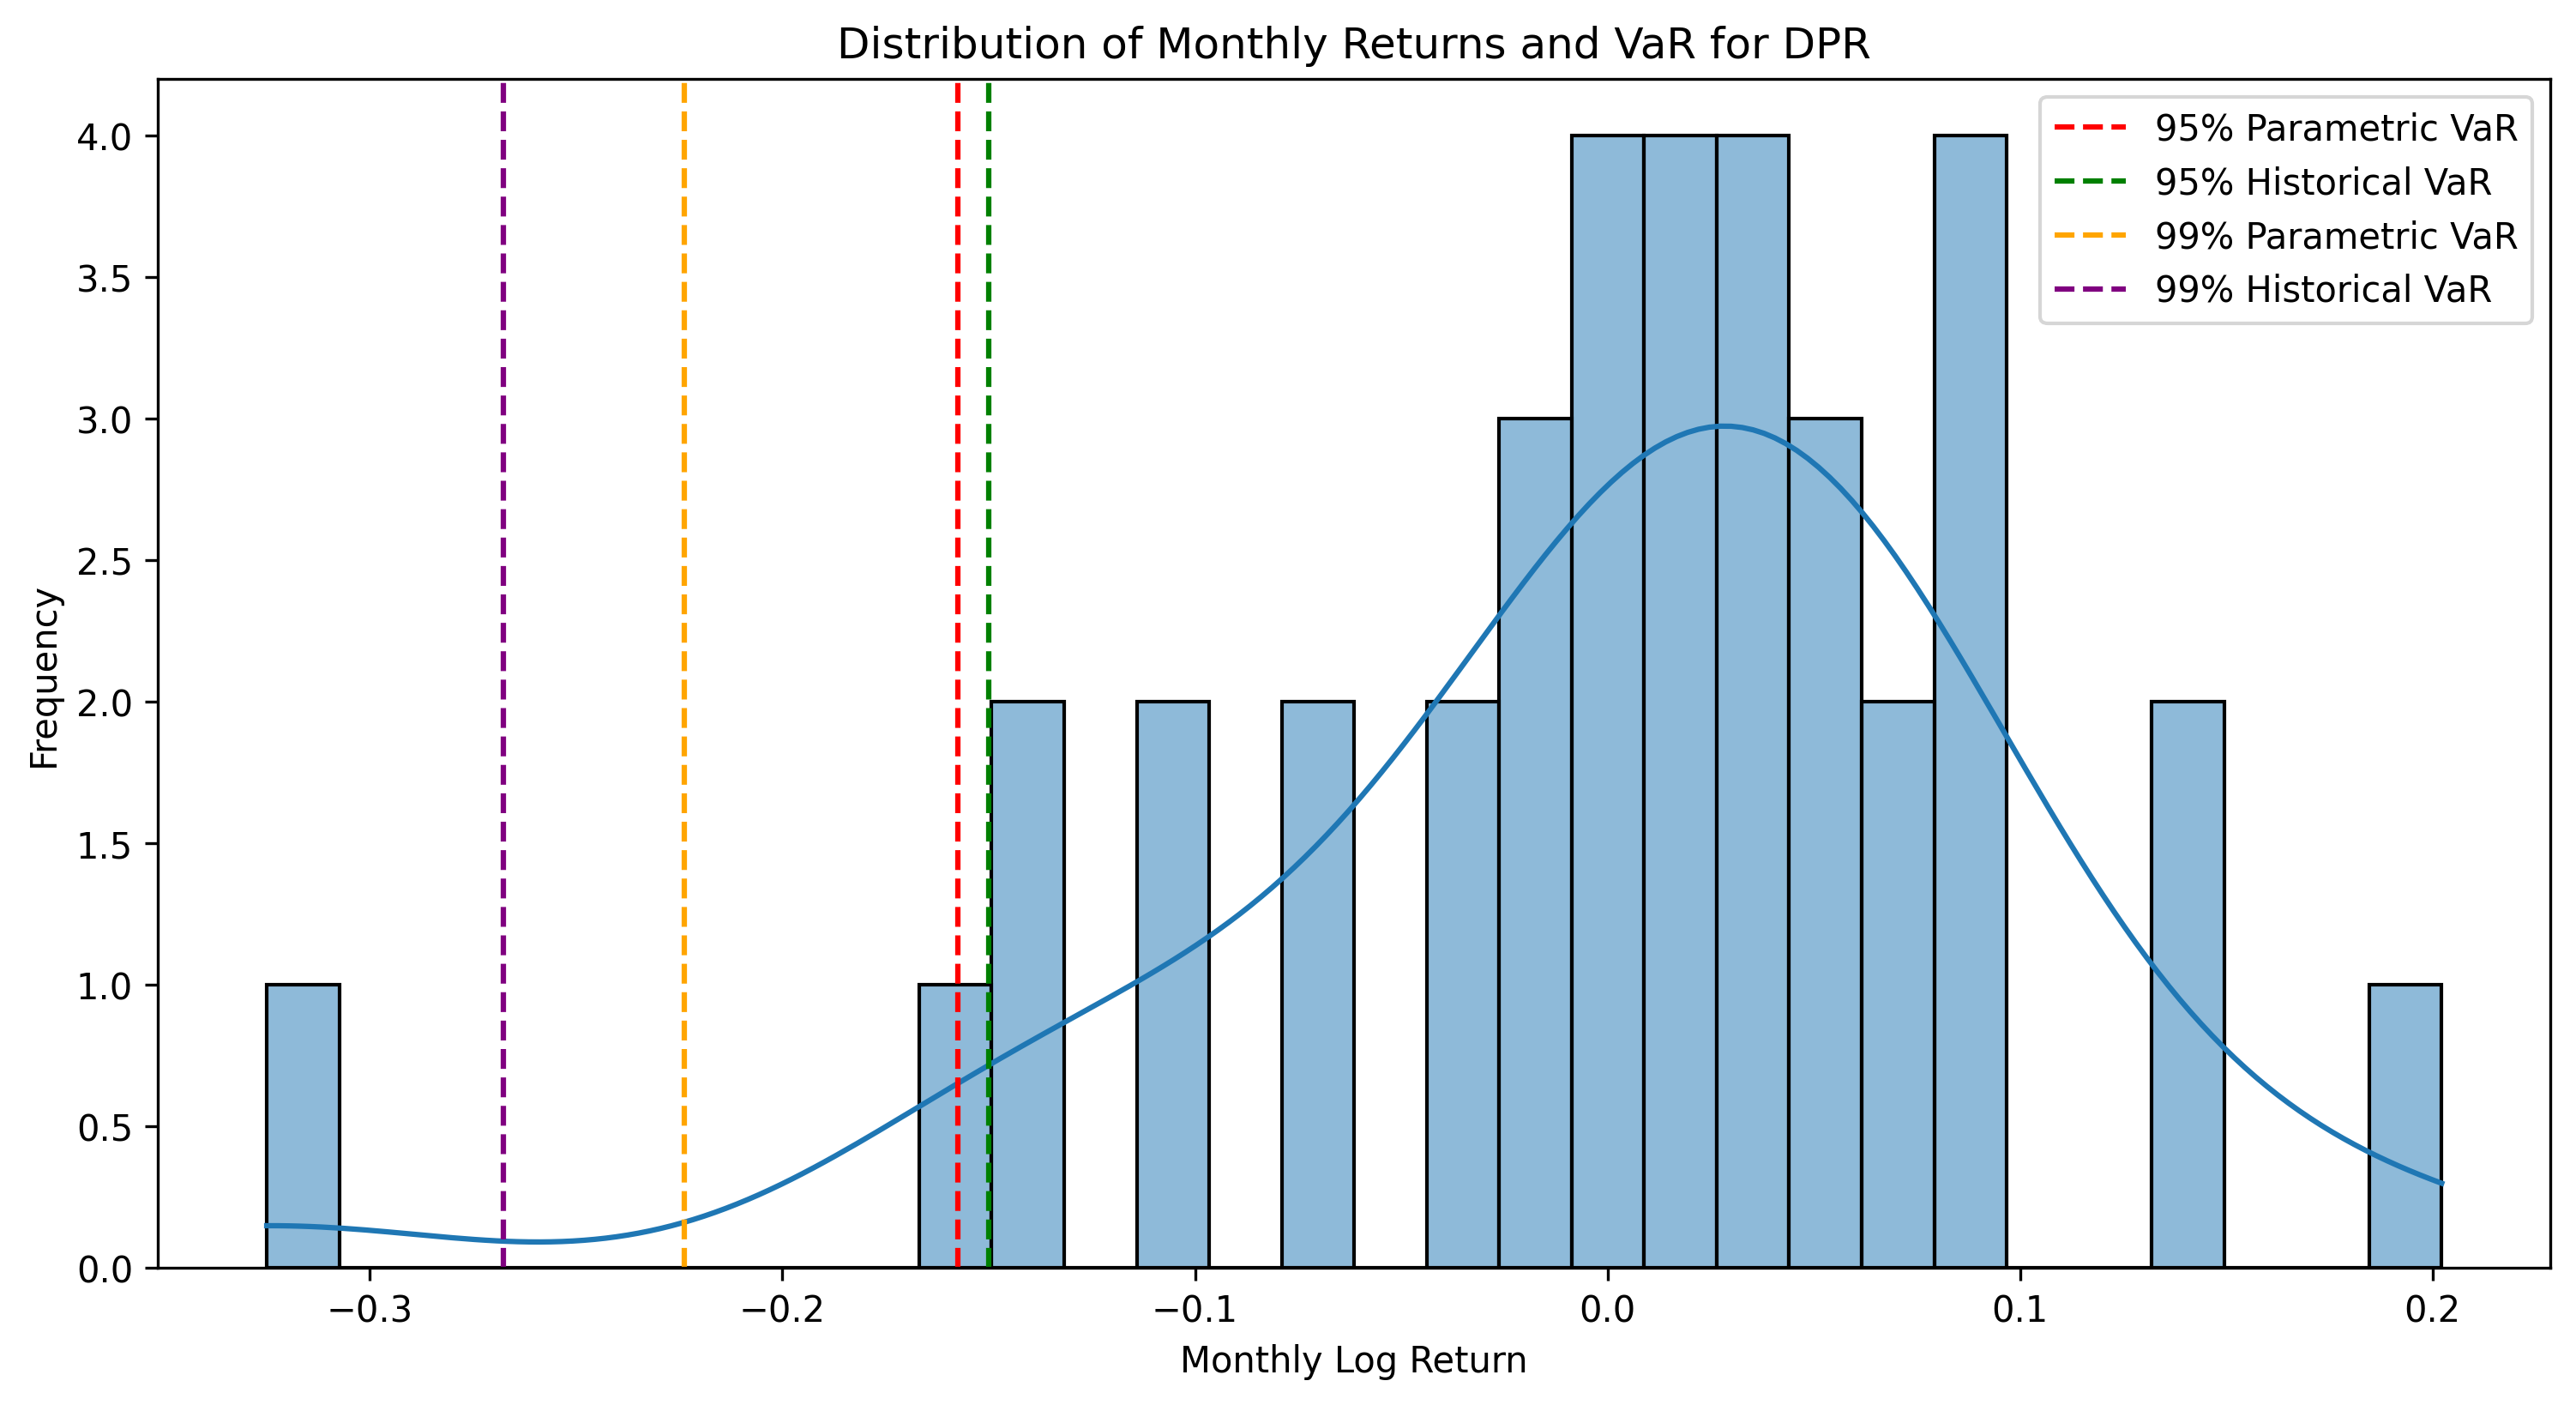 Distribution of Monthly Returns and VaR for DPR
95% Parametric VaR
95% Historical VaR
99% Parametric VaR
99% Historical VaR
4.0
3.5
3.0
2.5
2.0
1.5
1.0
0.5
0.0
Frequency
−0.3 −0.2 −0.1 0.0 0.1 0.2
Monthly Log Return